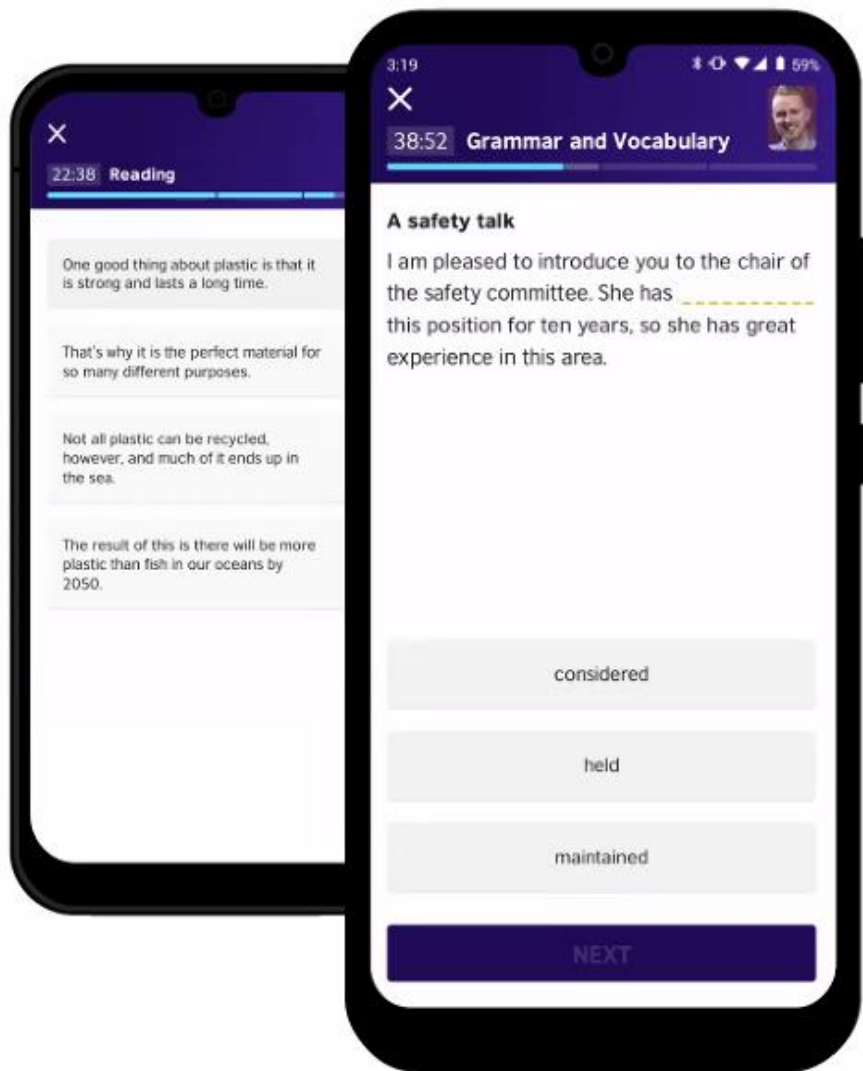 22:38 Reading
One good thing about plastic is that it
is strong and lasts a long time.
That's why it is the perfect material for
so many different purposes.
Not all plastic can be recycled,
however, and much of it ends up in
the sea.
The result of this is there will be more
plastic than fish in our oceans by
2050.
3:19
59%
38:52 Grammar and Vocabulary
A safety talk
I am pleased to introduce you to the chair of
the safety committee. She has
this position for ten years, so she has great
experience in this area.
considered
held
maintained
NEXT